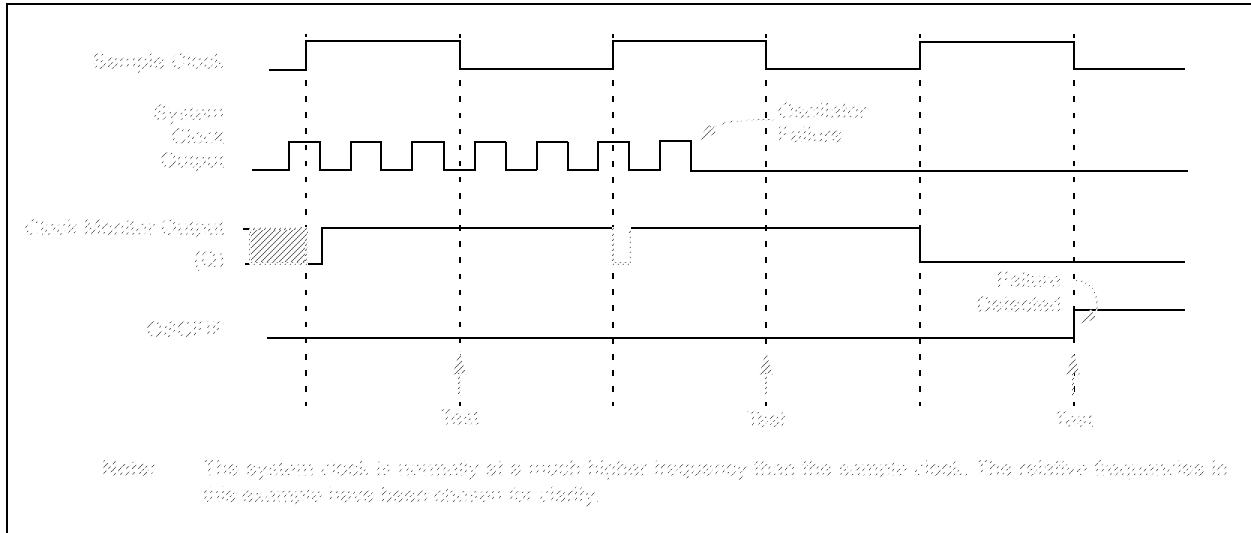 Sample Clock
System
Clock
Output
Oscillator
Failure
Clock Monitor Output
(Q)
Failure
Detected
OSCFIF
Test Test Test
Note: The system clock is normally at a much higher frequency than the sample clock. The relative frequencies in
this example have been chosen for clarity.